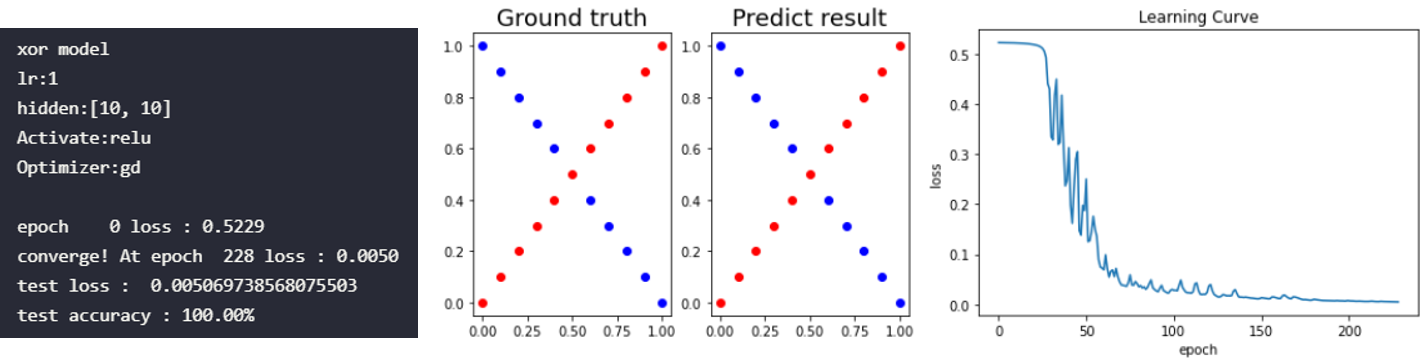 xor model
lr:1
hidden:[10, 10]
Activate:relu
Optimizer:gd
epoch    0 loss : 0.5229
converge! At epoch  228 loss : 0.0050
test loss :  0.005069738568075503
test accuracy : 100.00%
Ground truth
1.0
0.8
0.6
0.4
0.2
0.0
0.00 0.25 0.50 0.75 1.00
Predict result
1.0
0.8
0.6
0.4
0.2
0.0
0.00 0.25 0.50 0.75 1.00
Learning Curve
loss
0.5
0.4
0.3
0.2
0.1
0.0
0 50 100 150 200
epoch